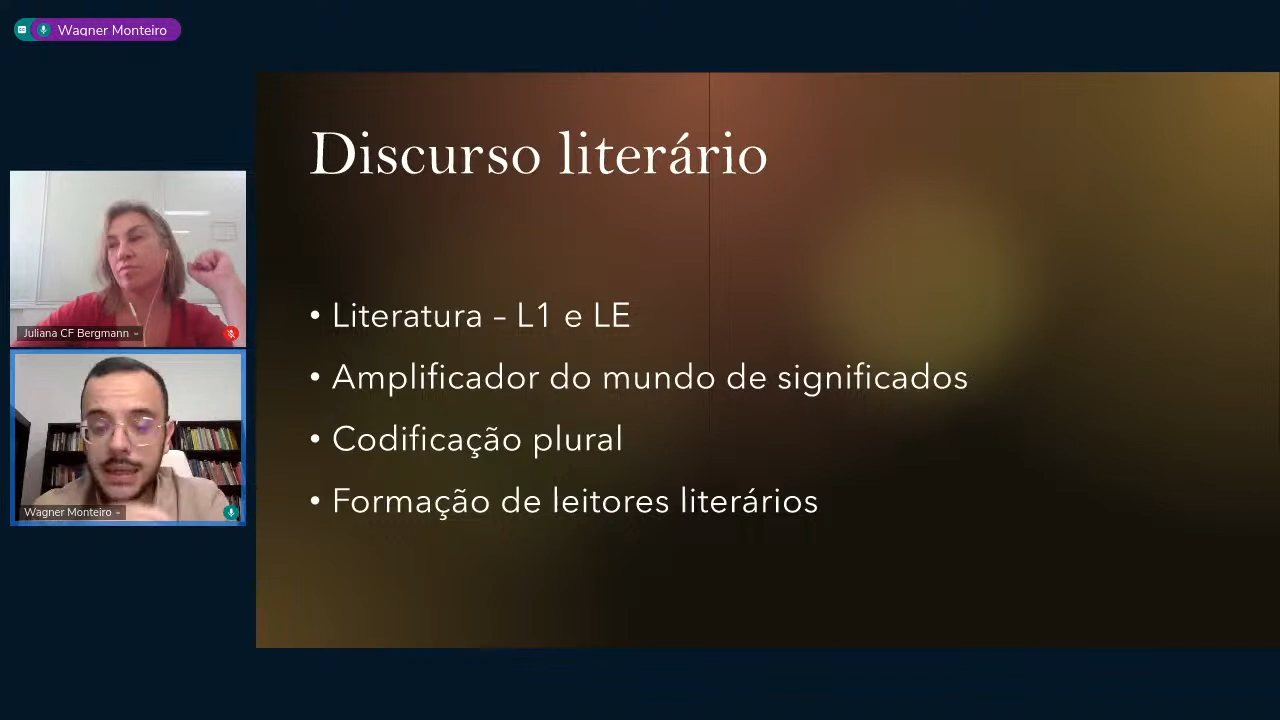 Wagner Monteiro
Discurso literário
• Literatura – L1 e LE
• Amplificador do mundo de significados
• Codificação plural
• Formação de leitores literários
Juliana CF Bergmann
Wagner Monteiro